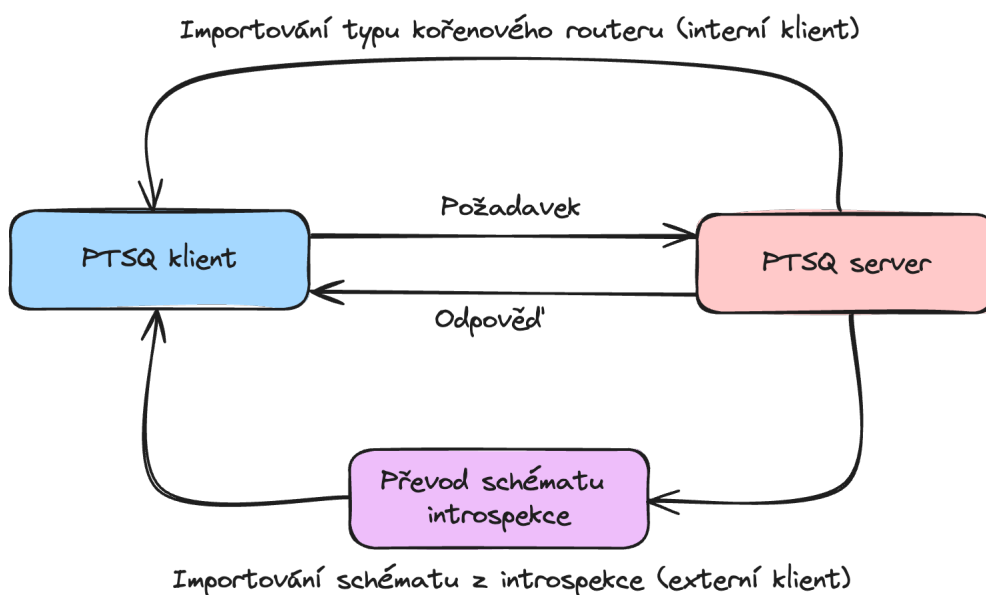 Importování typu kořenového routeru (interní klient)
Požadavek
PTSQ klient
PTSQ server
Odpověď
Převod schématu
introspekce
Importování schématu z introspekce (externí klient)